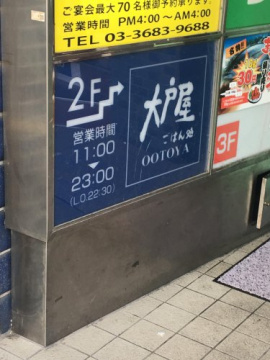 ご宴会最大70名様御予約承ります。
営業時間 PM4:00〜AM4:00
TEL 03-3683-9688
2F
営業時間
11:00
23:00
(L.O.22:30)
大戸屋
ごはん処
OOTOYA
3F